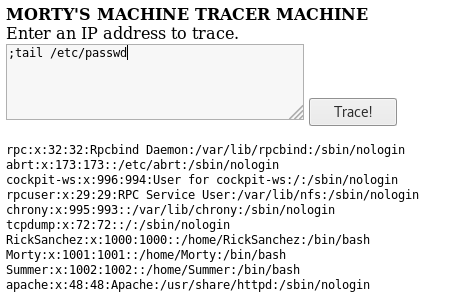 MORTY'S MACHINE TRACER MACHINE
Enter an IP address to trace.
;tail /etc/passwd
Trace!
rpc:x:32:32:Rpcbind Daemon:/var/lib/rpcbind:/sbin/nologin
abrt:x:173:173::/etc/abrt:/sbin/nologin
cockpit-ws:x:996:994:User for cockpit-ws:/:/sbin/nologin
rpcuser:x:29:29:RPC Service User:/var/lib/nfs:/sbin/nologin
chrony:x:995:993::/var/lib/chrony:/sbin/nologin
tcpdump:x:72:72::/:/sbin/nologin
RickSanchez:x:1000:1000::/home/RickSanchez:/bin/bash
Morty:x:1001:1001::/home/Morty:/bin/bash
Summer:x:1002:1002::/home/Summer:/bin/bash
apache:x:48:48:Apache:/usr/share/httpd:/sbin/nologin